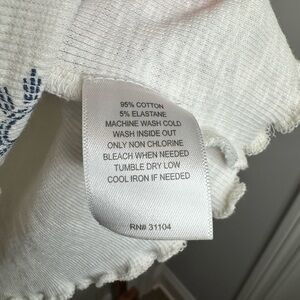 95% COTTON
5% ELASTANE
MACHINE WASH COLD
WASH INSIDE OUT
ONLY NON CHLORINE
BLEACH WHEN NEEDED
TUMBLE DRY LOW
COOL IRON IF NEEDED
RN# 31104